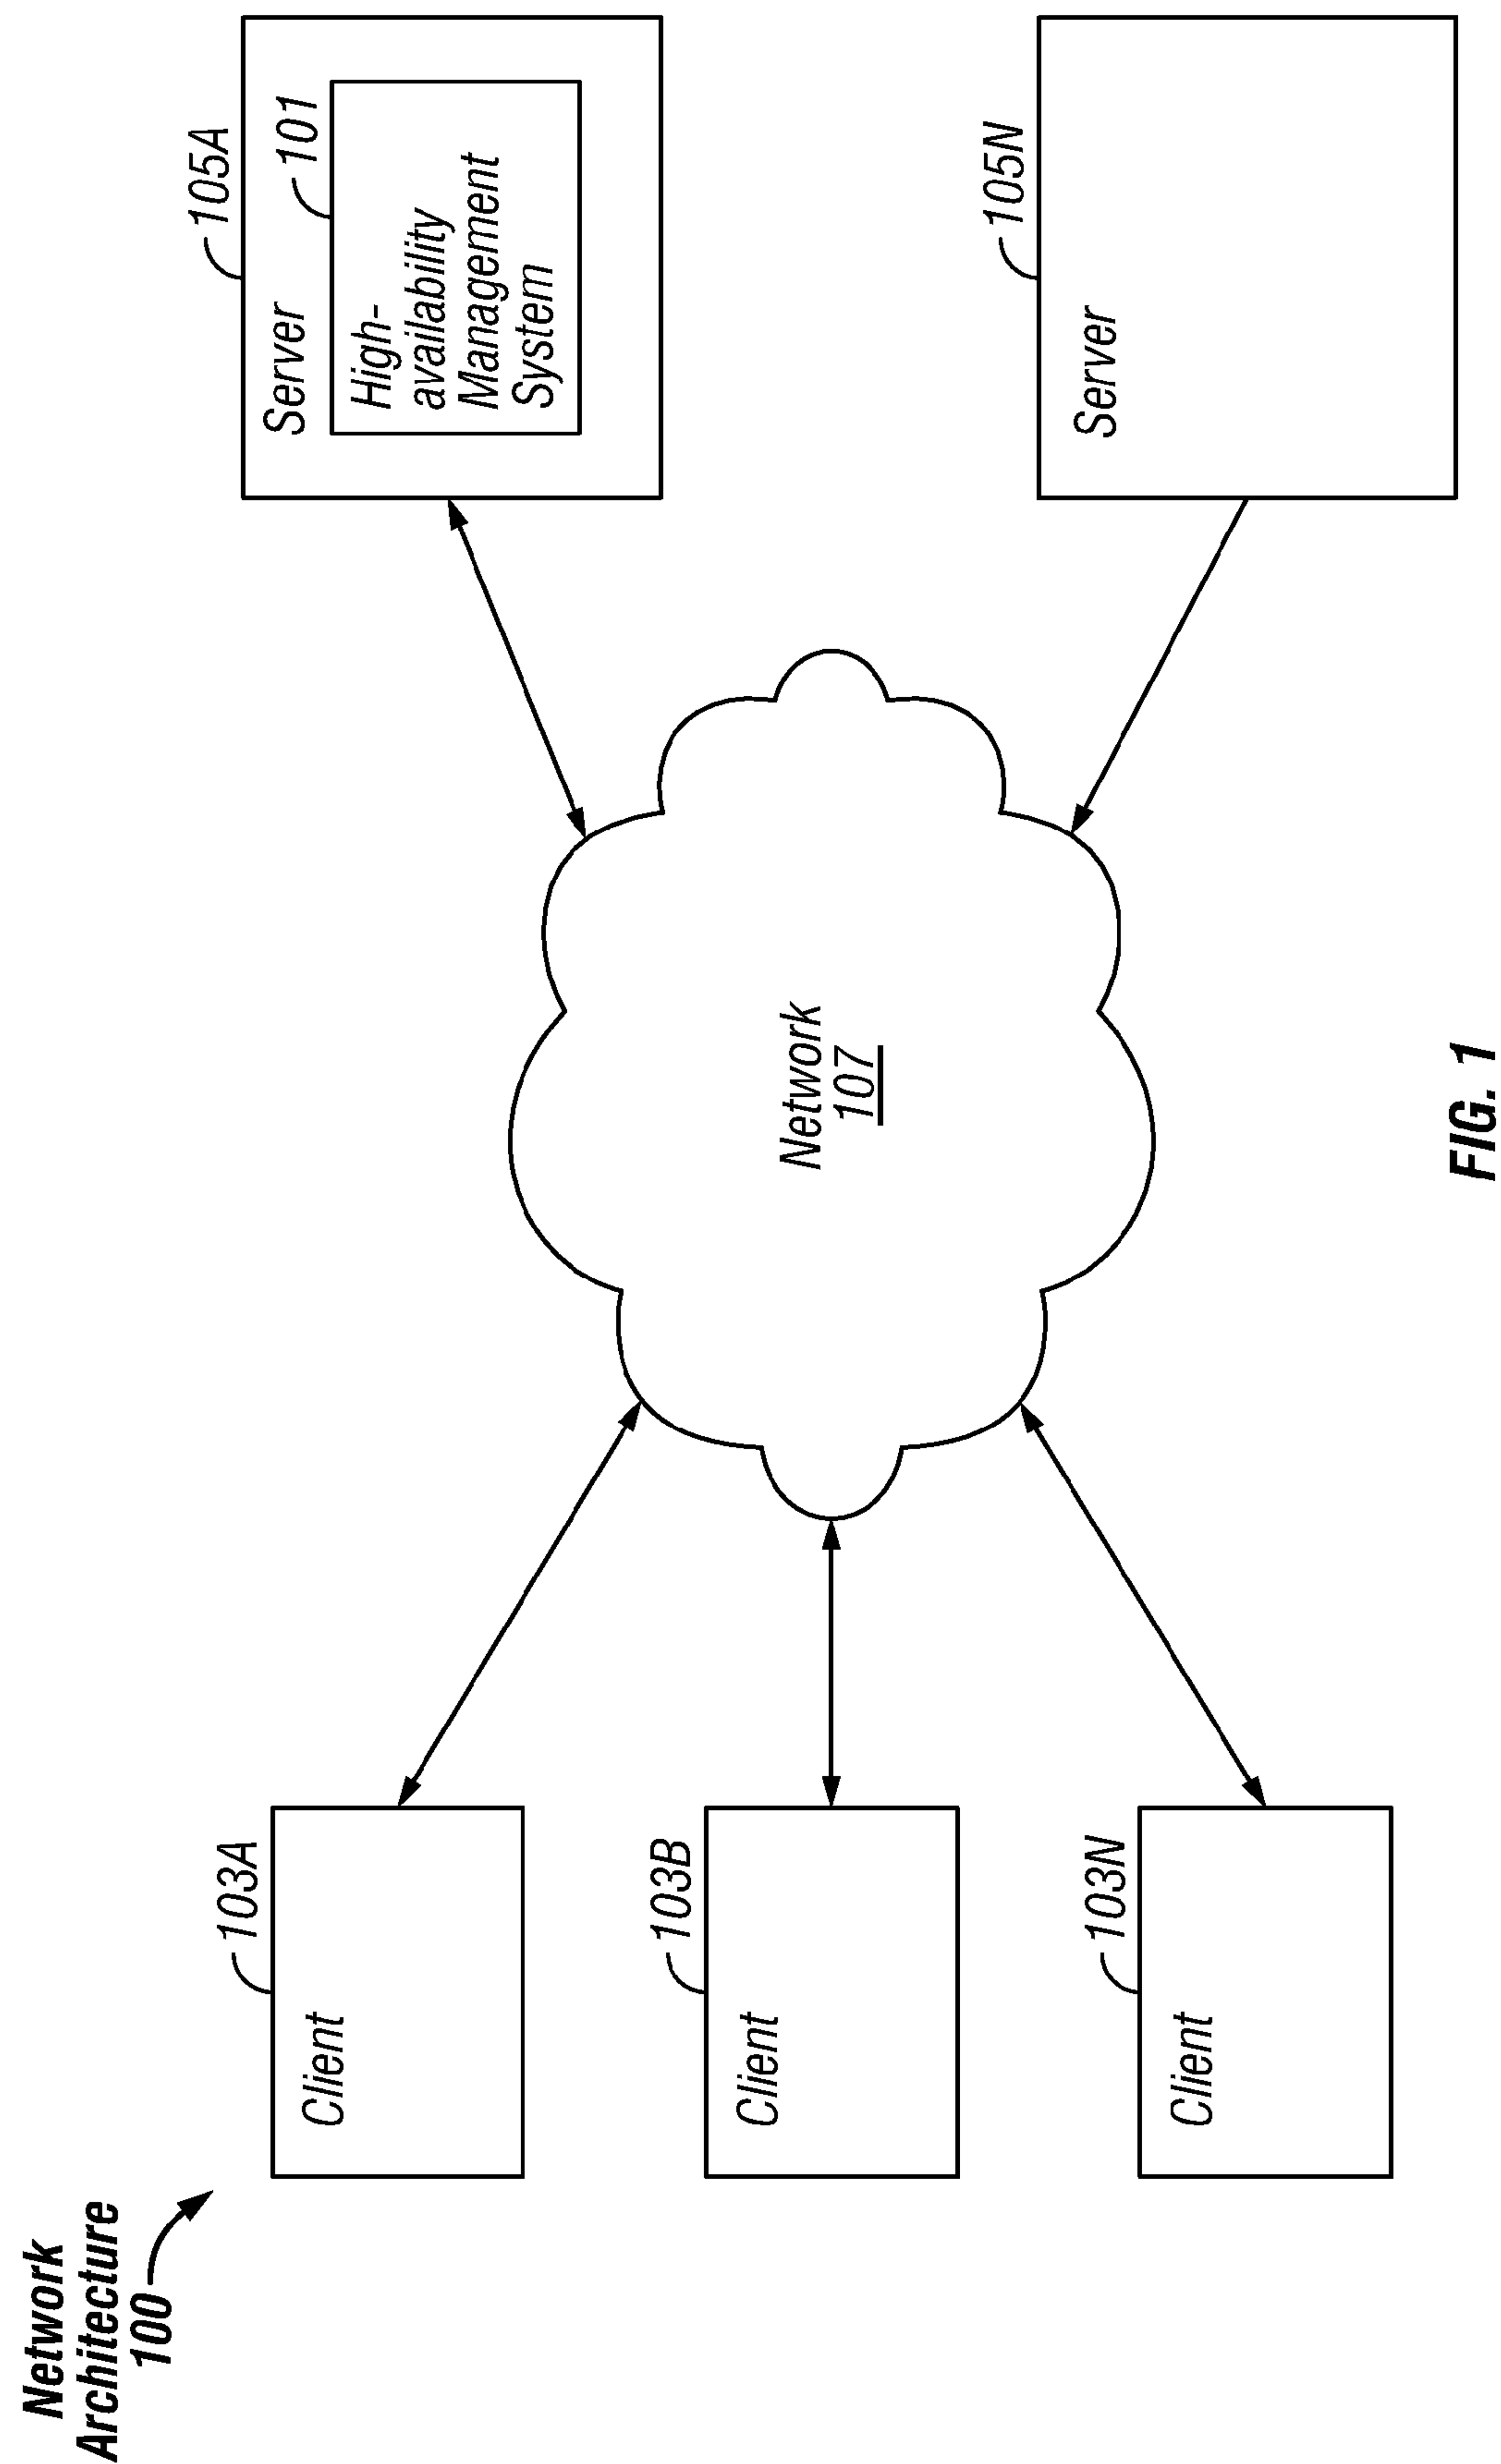 Network
Architecture
100
103A
Client
103B
Client
103N
Client
Network
107
105A
Server
101
High-
availability
Management
System
105N
Server
FIG. 1